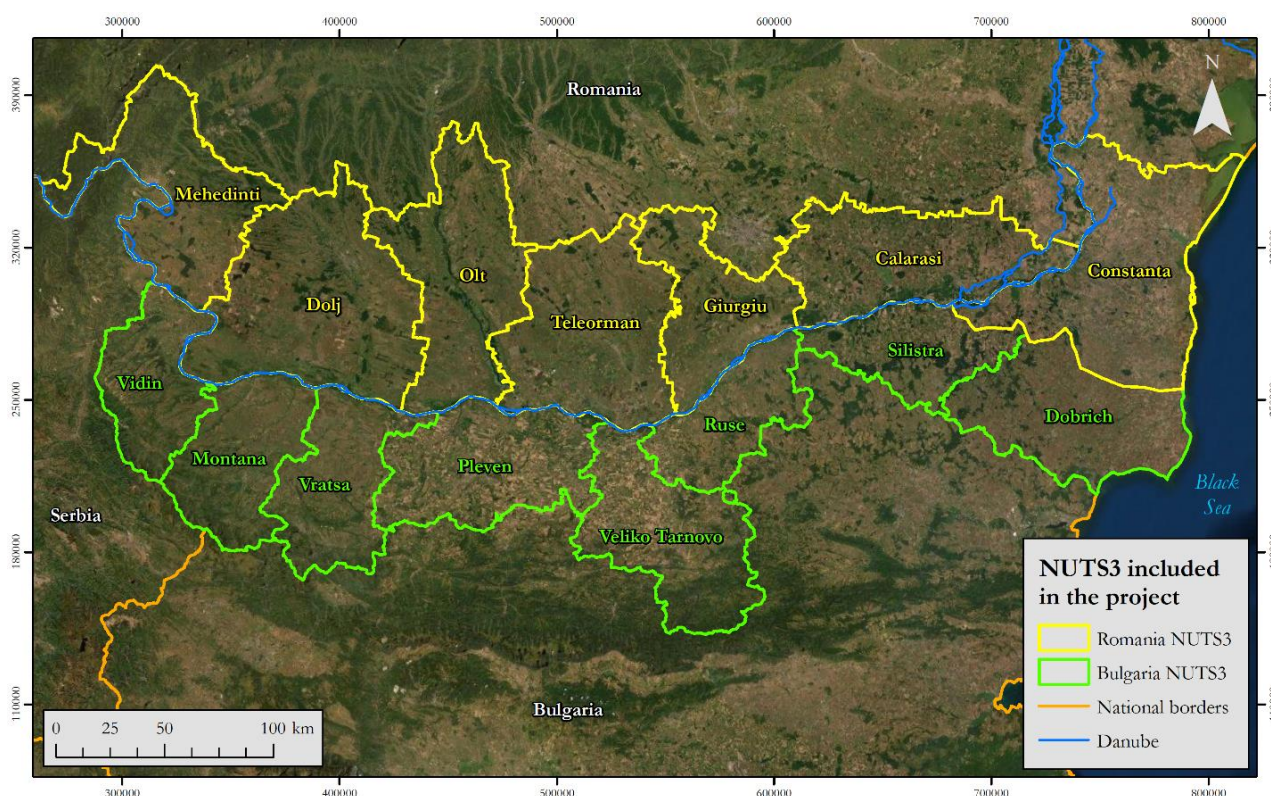 300000
400000
500000
600000
700000
800000
N
Romania
390000
Mehedinti
320000
Olt
Calarasi
Constanta
Dolj
Giurgiu
Teleorman
Silistra
Vidin
250000
Dobrich
Ruse
Montana
Pleven
Vratsa
Black
Sea
Serbia
Veliko Tarnovo
180000
NUTS3 included
in the project
Romania NUTS3
Bulgaria NUTS3
National borders
Danube
Bulgaria
110000
0 25 50 100 km
300000
400000
500000
600000
700000
800000